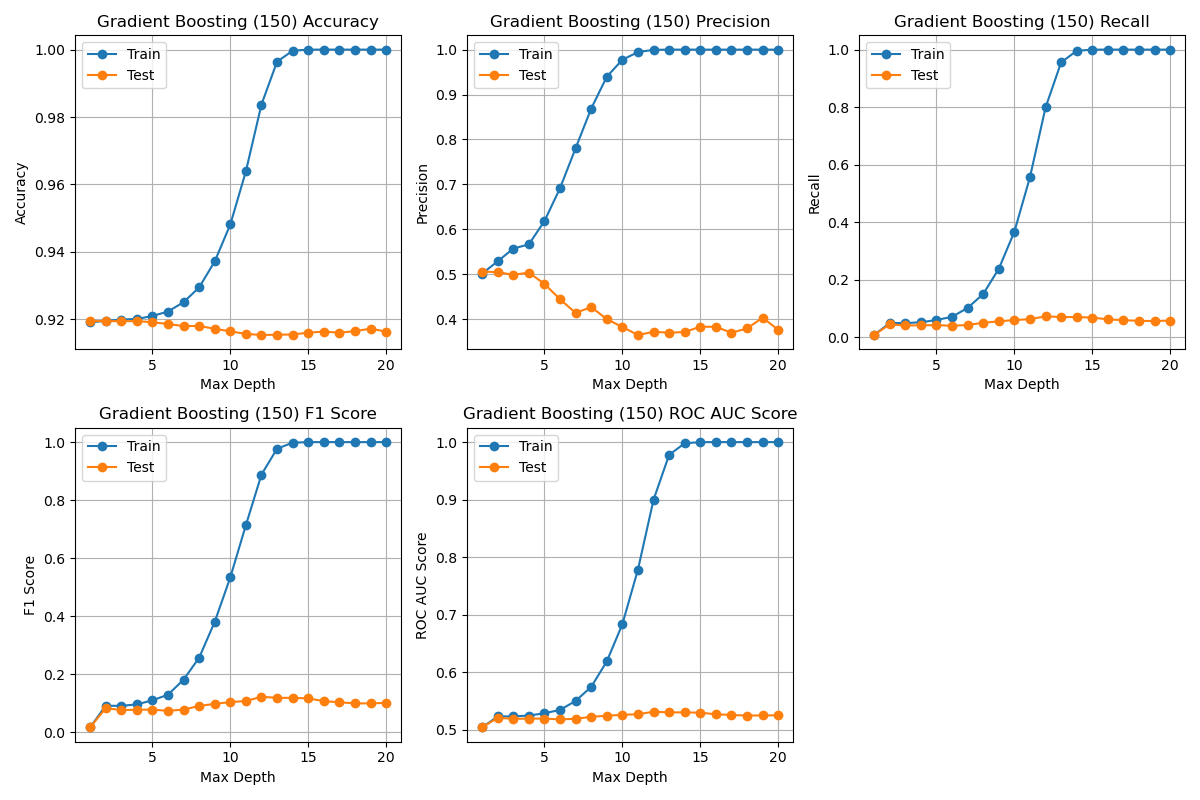 Gradient Boosting (150) Accuracy
1.00
0.98
0.96
0.94
0.92
Accuracy
Train
Test
5 10 15 20
Max Depth
Gradient Boosting (150) Precision
1.0
0.9
0.8
0.7
0.6
0.5
0.4
Precision
Train
Test
5 10 15 20
Max Depth
Gradient Boosting (150) Recall
1.0
0.8
0.6
0.4
0.2
0.0
Recall
Train
Test
5 10 15 20
Max Depth
Gradient Boosting (150) F1 Score
1.0
0.8
0.6
0.4
0.2
0.0
F1 Score
Train
Test
5 10 15 20
Max Depth
Gradient Boosting (150) ROC AUC Score
1.0
0.9
0.8
0.7
0.6
0.5
ROC AUC Score
Train
Test
5 10 15 20
Max Depth